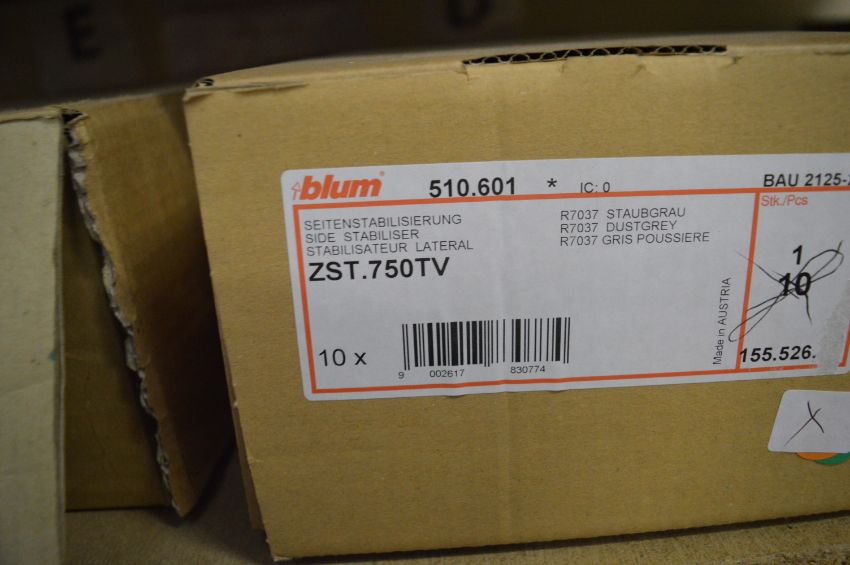 E
D
blum 510.601 * IC: 0 BAU 2125-
SEITENSTABILISIERUNG
SIDE STABILISER
STABILISATEUR LATERAL
ZST.750TV
R7037 STAUBGRAU
R7037 DUSTGREY
R7037 GRIS POUSSIERE
Stk./Pcs
1
10
Made in AUSTRIA
155.526.
10 x
9 002617 830774
X